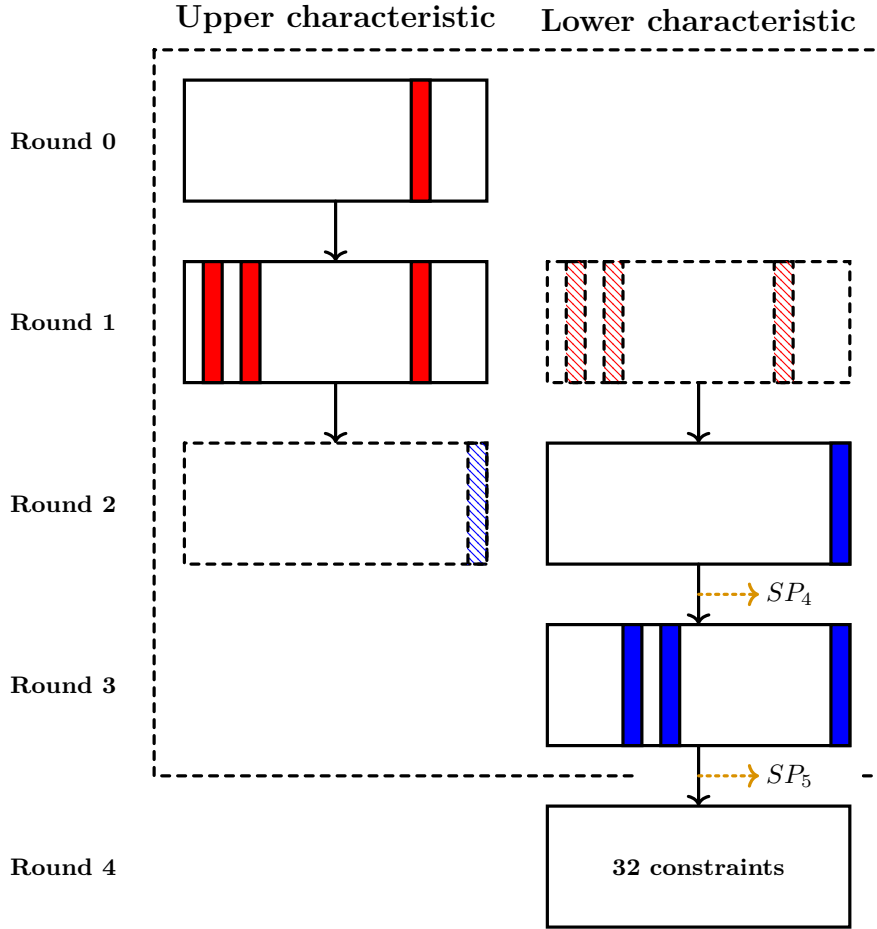 Upper characteristic
Lower characteristic
Round 0
Round 1
Round 2
SP4
Round 3
SP5
Round 4
32 constraints